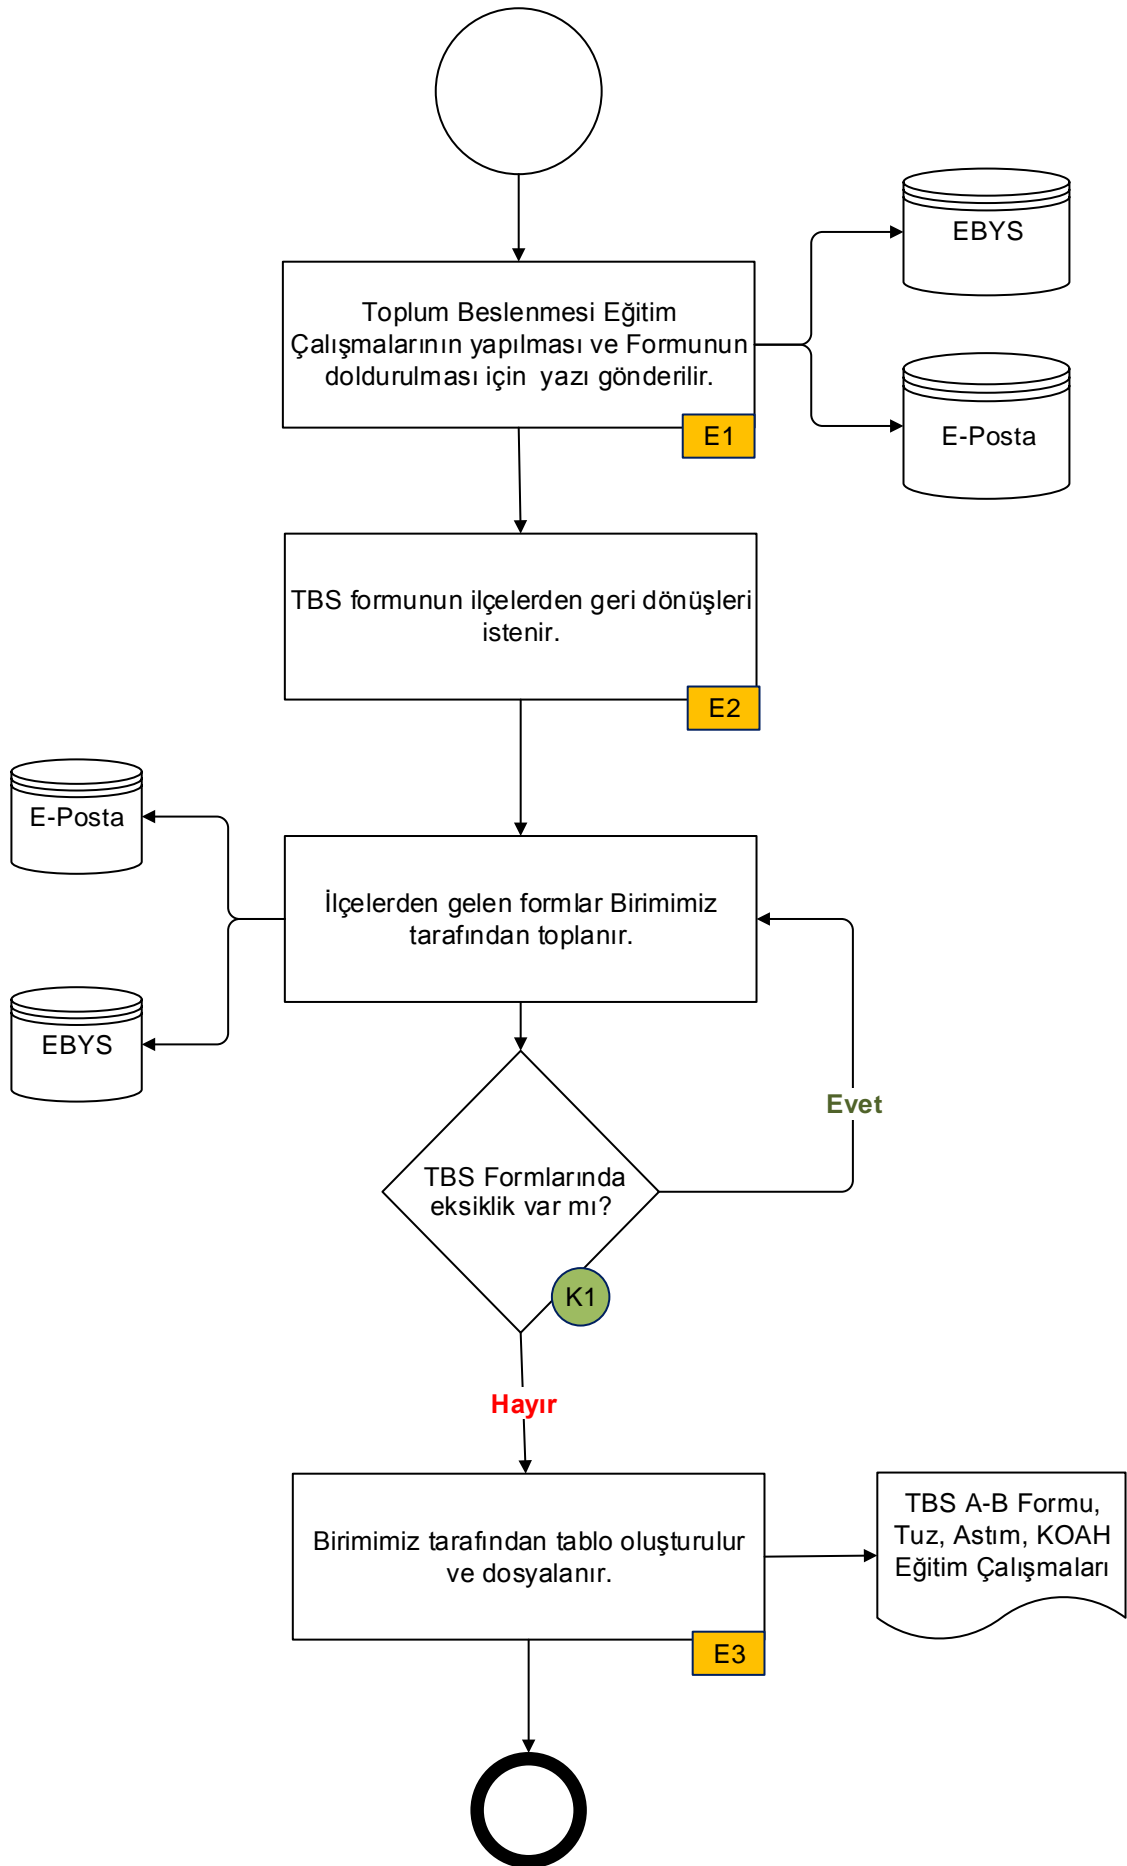 EBYS
Toplum Beslenmesi Eğitim
Çalışmalarının yapılması ve Formunun
doldurulması için yazı gönderilir.
E1
E-Posta
TBS formunun ilçelerden geri dönüşleri
istenir.
E2
E-Posta
İlçelerden gelen formlar Birimimiz
tarafından toplanır.
EBYS
Evet
TBS Formlarında
eksiklik var mı?
K1
Hayır
Birimimiz tarafından tablo oluşturulur
ve dosyalanır.
E3
TBS A-B Formu,
Tuz, Astım, KOAH
Eğitim Çalışmaları